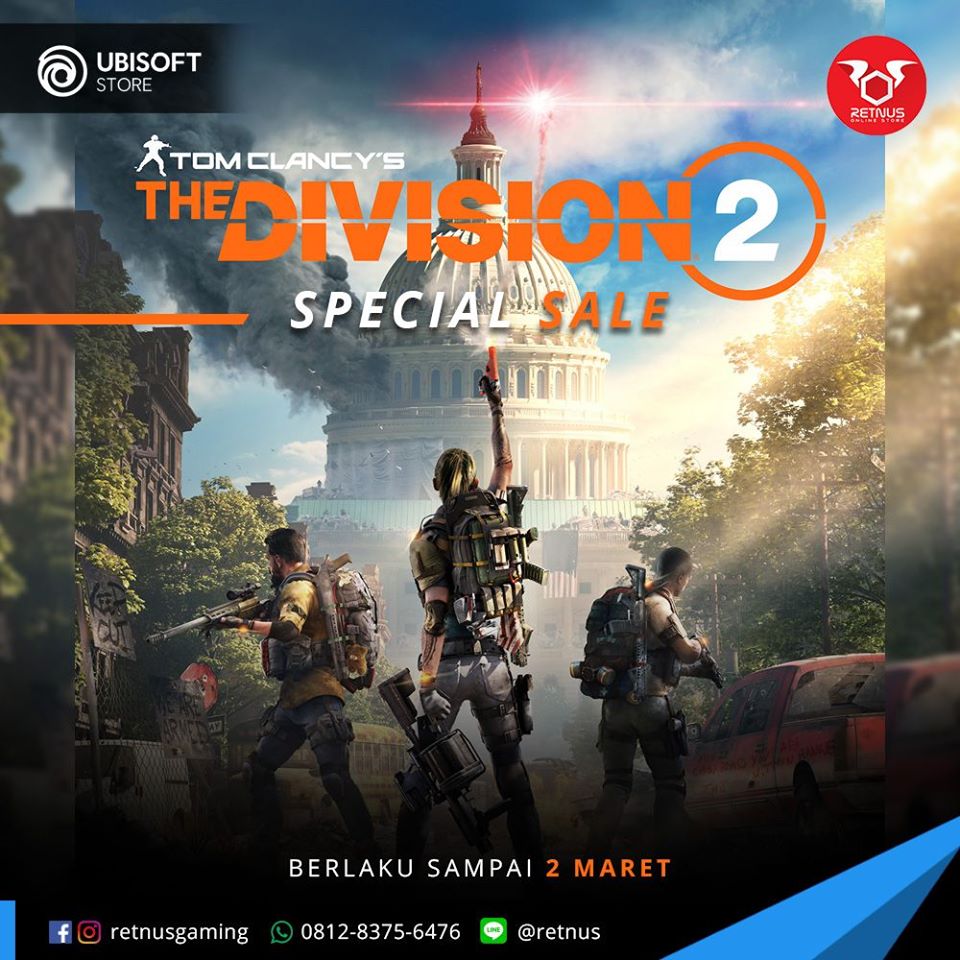 UBISOFT
STORE
RETNUS
ONLINE STORE
TOM CLANCY'S
THE DIVISION 2
SPECIAL SALE
BERLAKU SAMPAI 2 MARET
retnusgaming 0812-8375-6476 LINE @retnus